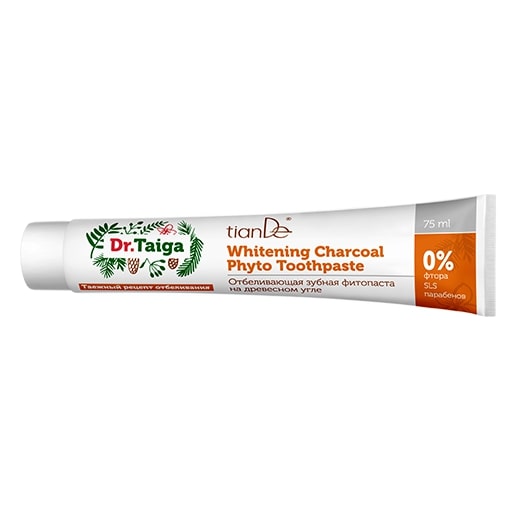 Dr.Taiga
Таёжный рецепт отбеливания
tianDe®
Whitening Charcoal
Phyto Toothpaste
Отбеливающая зубная фитопаста
на древесном угле
75 ml
0%
фтора
SLS
парабенов